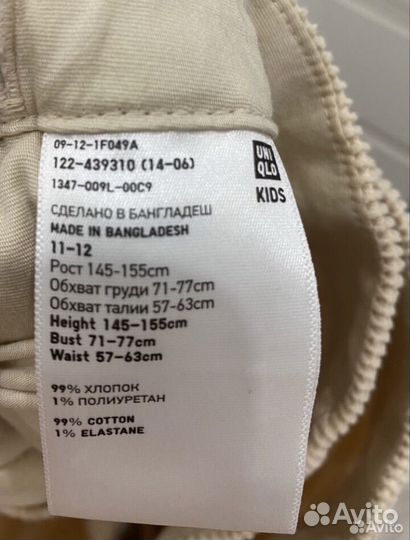 09-12-1F049A
122-439310 (14-06)
1347-009L-00C9
UNI
QLO
KIDS
СДЕЛАНО В БАНГЛАДЕШ
MADE IN BANGLADESH
11-12
Рост 145-155cm
Обхват груди 71-77cm
Обхват талии 57-63cm
Height 145-155cm
Bust 71-77cm
Waist 57-63cm
99% ХЛОПОК
1% ПОЛИУРЕТАН
99% COTTON
1% ELASTANE
Avito
Avito